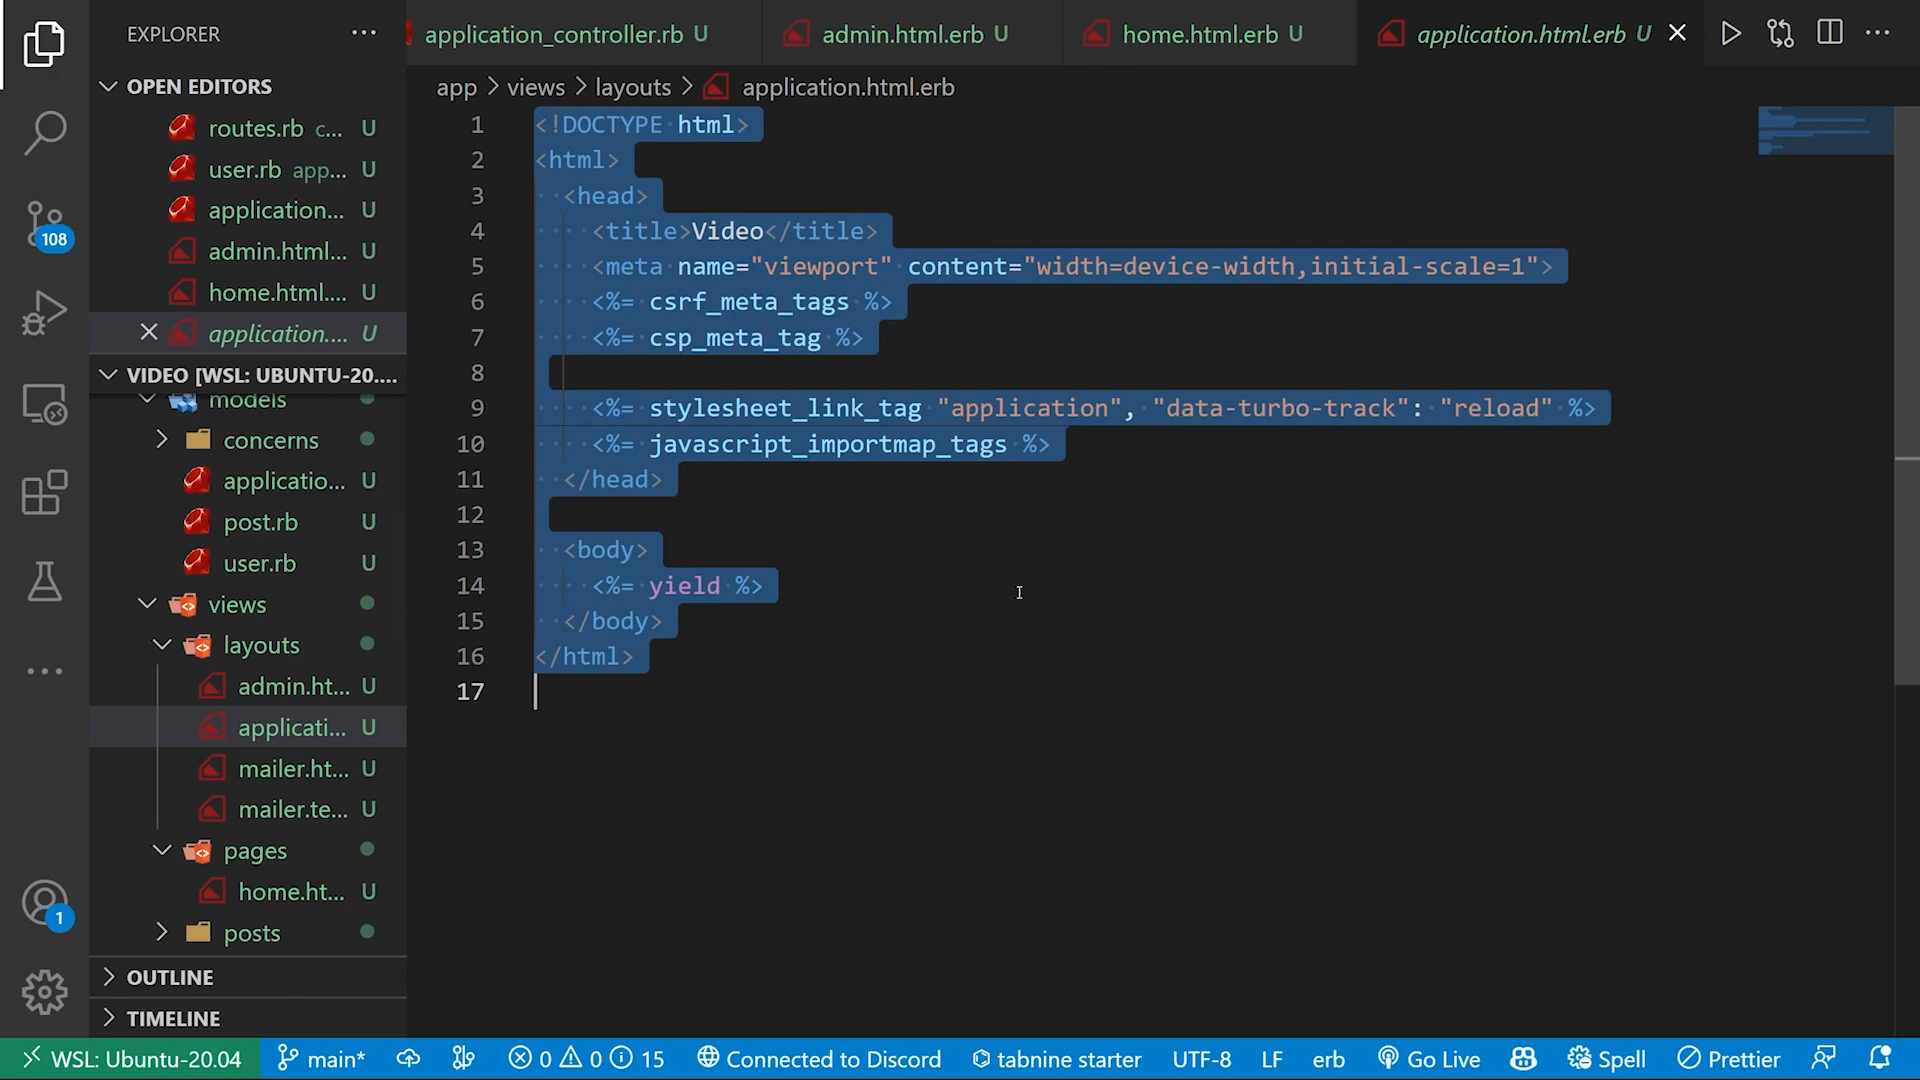 EXPLORER
application_controller.rb U
admin.html.erb U
home.html.erb U
application.html.erb U
OPEN EDITORS
routes.rb c... U
user.rb app... U
application... U
admin.html... U
home.html.... U
application.... U
VIDEO [WSL: UBUNTU-20....
models
concerns
applicatio... U
post.rb U
user.rb U
views
layouts
admin.ht... U
applicati... U
mailer.ht... U
mailer.te... U
pages
home.ht... U
posts
OUTLINE
TIMELINE
108
1
app > views > layouts > application.html.erb
1 <!DOCTYPE html>
2 <html>
3 <head>
4 <title>Video</title>
5 <meta name="viewport" content="width=device-width,initial-scale=1">
6 <%= csrf_meta_tags %>
7 <%= csp_meta_tag %>
8
9 <%= stylesheet_link_tag "application", "data-turbo-track": "reload" %>
10 <%= javascript_importmap_tags %>
11 </head>
12
13 <body>
14 <%= yield %>
15 </body>
16 </html>
17
WSL: Ubuntu-20.04 main* 0 0 15 Connected to Discord tabnine starter UTF-8 LF erb Go Live Spell Prettier